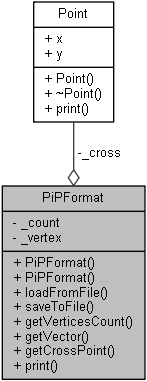 Point
+ x
+ y
+ Point()
+ ~Point()
+ print()
-_cross
PiPFormat
- _count
- _vertex
+ PiPFormat()
+ PiPFormat()
+ loadFromFile()
+ saveToFile()
+ getVerticesCount()
+ getVector()
+ getCrossPoint()
+ print()